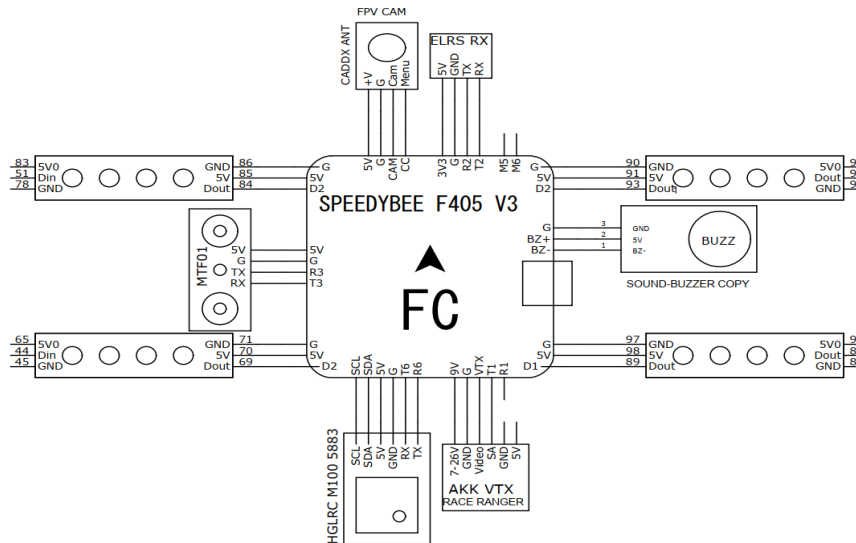 FPV CAM
CADDX ANT
+V
G
Cam
Menu
5V
G
CAM
CC
ELRS RX
5V
GND
TX
RX
3V3
G
R2
T2
M5
M6
83 5V0
51 Din
78 GND
GND 86
5V 85
Dout 84
G
5V
D2
SPEEDYBEE F405 V3
FC
G
5V
D2
90 GND
91 5V
93 Dout
5V0 9
Dout 9
GND 9
MTF01
5V
G
TX
RX
5V
G
R3
T3
G
BZ+
BZ-
3 GND
2 5V
1 BZ-
BUZZ
SOUND-BUZZER COPY
65 5V0
44 Din
45 GND
GND 71
5V 70
Dout 69
G
5V
D2
G
5V
D1
97 GND
98 5V
89 Dout
5V0 9
Dout 8
GND 8
SCL
SDA
5V
G
T6
R6
SCL
SDA
5V
GND
RX
TX
HGLRC M100 5883
9V
G
VTX
T1
R1
7-26V
GND
Video
SA
GND
5V
AKK VTX
RACE RANGER